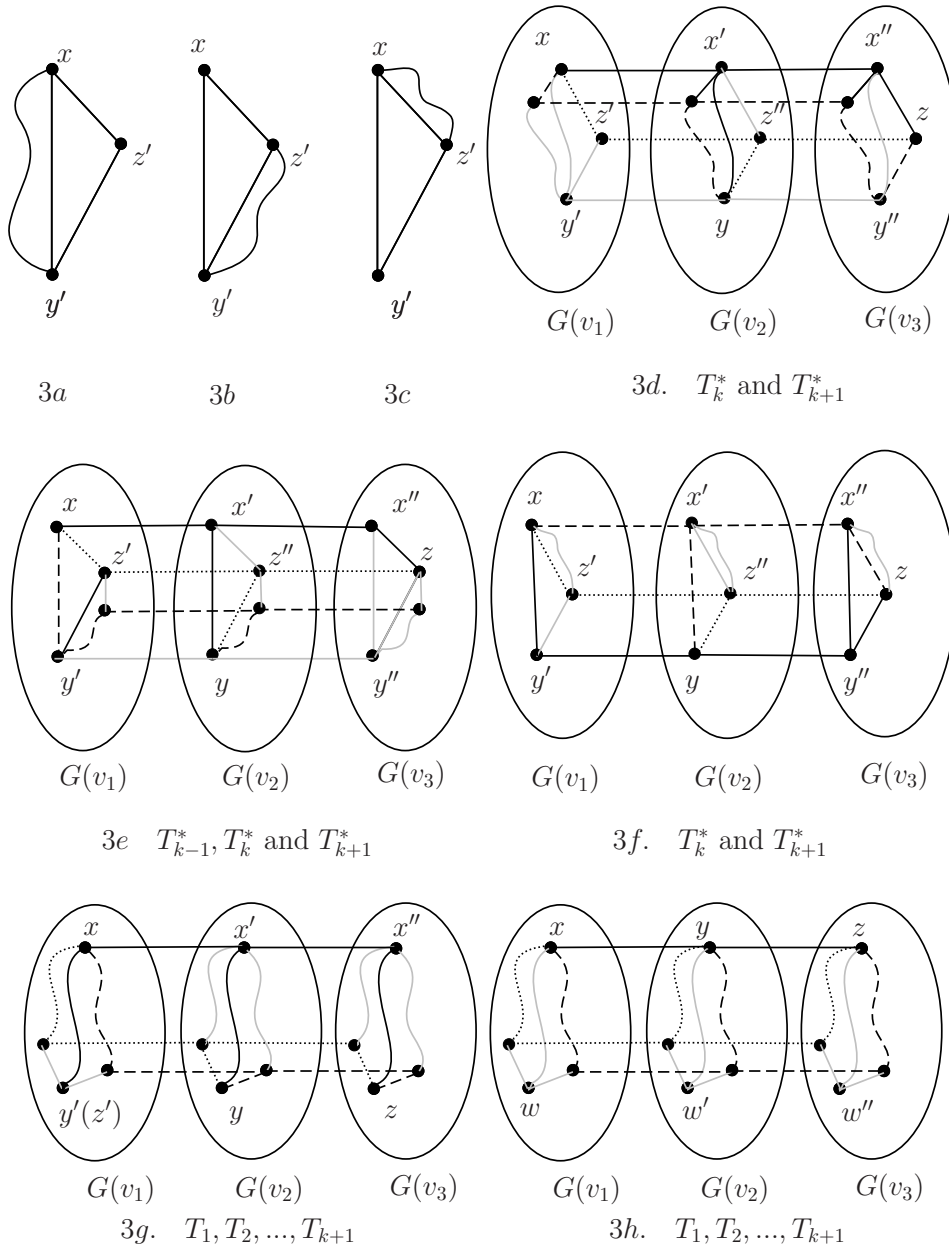 x x x x x' x''
z' z'' z
z' z' z'
y' y y''
y' y' y'
G(v₁) G(v₂) G(v₃)
3a 3b 3c 3d. T*ₖ and T*ₖ₊₁
x x' x'' x x' x''
z' z'' z z' z'' z
y' y y'' y' y y''
G(v₁) G(v₂) G(v₃) G(v₁) G(v₂) G(v₃)
3e T*ₖ₋₁, T*ₖ and T*ₖ₊₁ 3f. T*ₖ and T*ₖ₊₁
x x' x'' x y z
y'(z') y z w w' w''
G(v₁) G(v₂) G(v₃) G(v₁) G(v₂) G(v₃)
3g. T₁, T₂, ..., Tₖ₊₁ 3h. T₁, T₂, ..., Tₖ₊₁